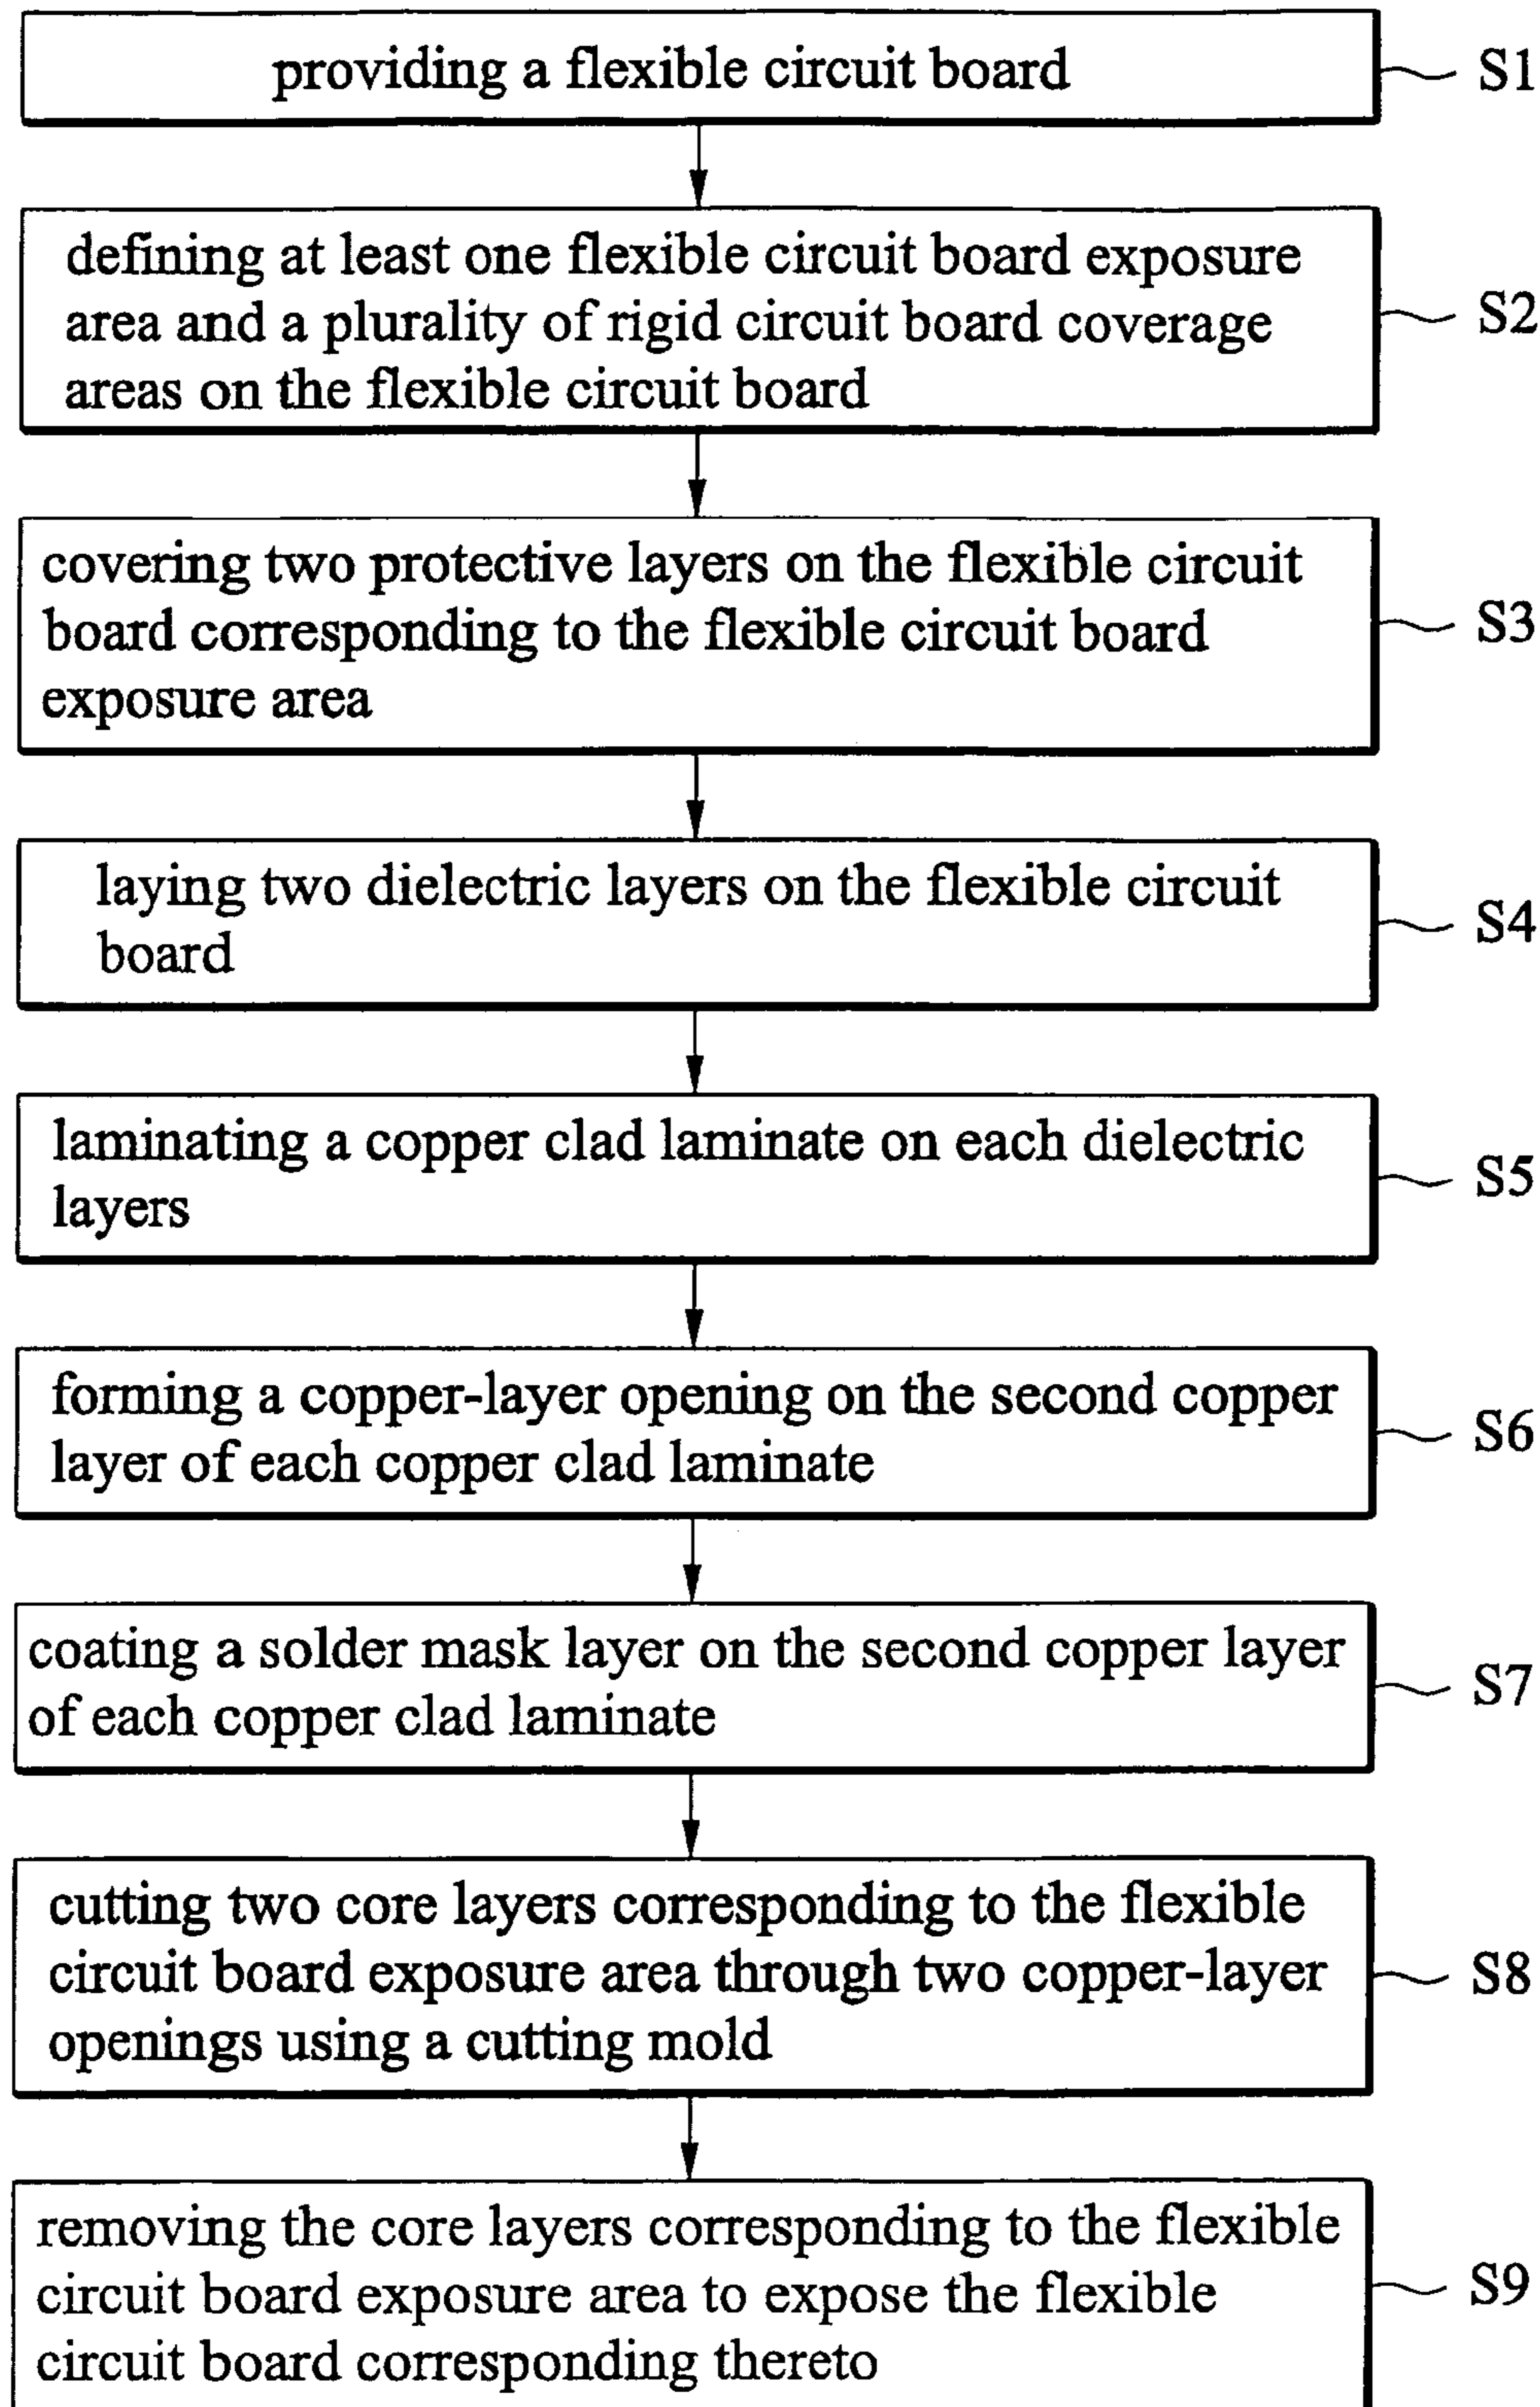 providing a flexible circuit board
S1
defining at least one flexible circuit board exposure
area and a plurality of rigid circuit board coverage
areas on the flexible circuit board
S2
covering two protective layers on the flexible circuit
board corresponding to the flexible circuit board
exposure area
S3
laying two dielectric layers on the flexible circuit
board
S4
laminating a copper clad laminate on each dielectric
layers
S5
forming a copper-layer opening on the second copper
layer of each copper clad laminate
S6
coating a solder mask layer on the second copper layer
of each copper clad laminate
S7
cutting two core layers corresponding to the flexible
circuit board exposure area through two copper-layer
openings using a cutting mold
S8
removing the core layers corresponding to the flexible
circuit board exposure area to expose the flexible
circuit board corresponding thereto
S9